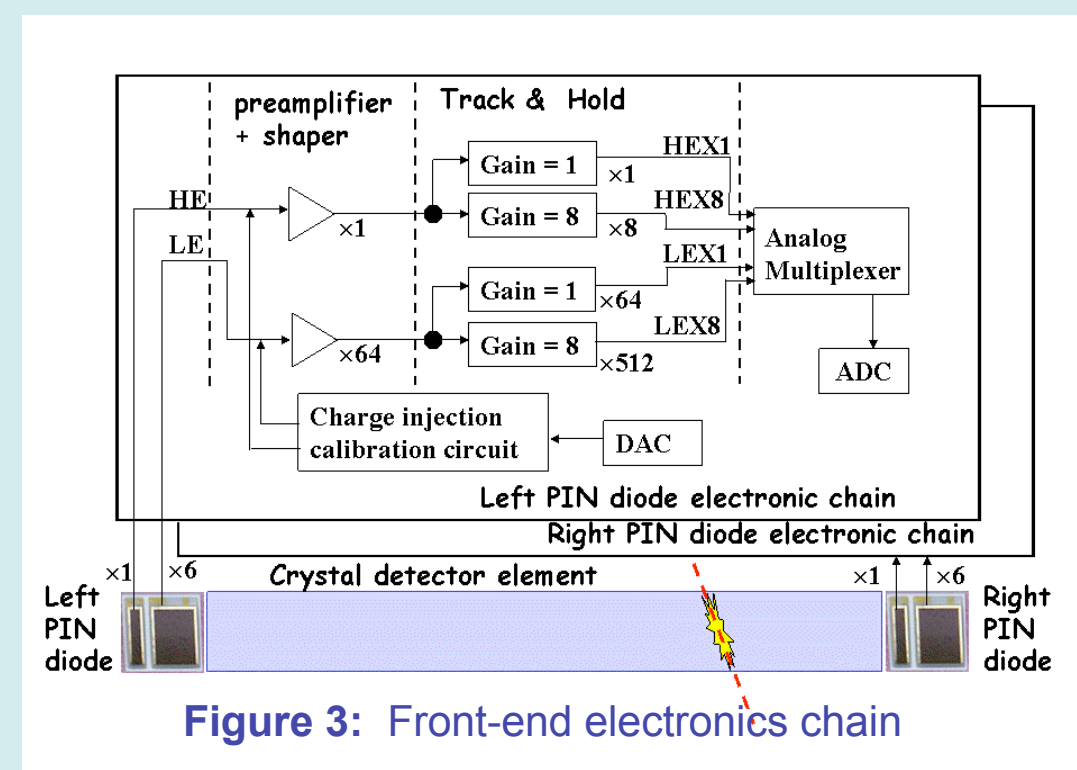 preamplifier
+ shaper
Track & Hold
HE
LE
×1
×64
Gain = 1
×1
HEX1
Gain = 8
×8
HEX8
Gain = 1
×64
LEX1
Gain = 8
×512
LEX8
Analog
Multiplexer
ADC
Charge injection
calibration circuit
DAC
Left PIN diode electronic chain
Right PIN diode electronic chain
×1
×6
Crystal detector element
×1
×6
Left
PIN
diode
Right
PIN
diode
Figure 3: Front-end electronics chain